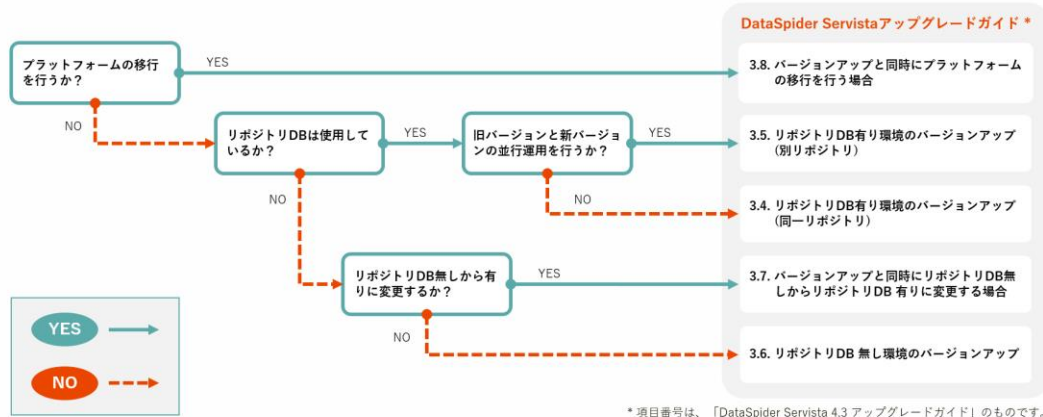 DataSpider Servistaアップグレードガイド *
プラットフォームの移行
を行うか？
YES
3.8. バージョンアップと同時にプラットフォーム
の移行を行う場合
NO
リポジトリDBは使用して
いるか？
YES
旧バージョンと新バージョ
ンの並行運用を行うか？
YES
3.5. リポジトリDB有り環境のバージョンアップ
(別リポジトリ)
NO
NO
3.4. リポジトリDB有り環境のバージョンアップ
(同一リポジトリ)
リポジトリDB無しから有
りに変更するか？
YES
3.7. バージョンアップと同時にリポジトリDB無
しからリポジトリDB 有りに変更する場合
NO
3.6. リポジトリDB 無し環境のバージョンアップ
YES
NO
* 項目番号は、「DataSpider Servista 4.3 アップグレードガイド」のものです。